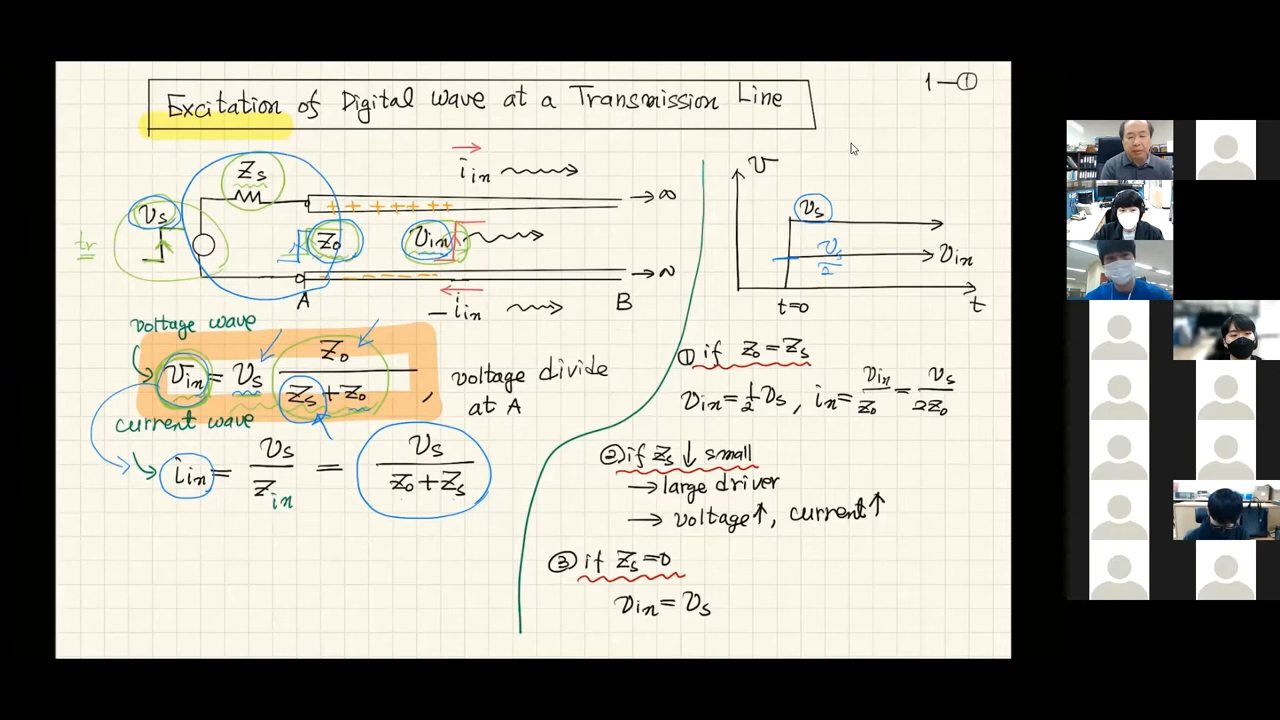 1-①
Excitation of Digital Wave at a Transmission Line
Zs
iin
→∞
Vs
tr
Z0
Vin
+ + + + + +
→∞
A
-iin
B
V
Vs
Vs/2
Vin
t=0
t
voltage wave
Vin = Vs Z0/(Zs+Z0) , voltage divide
at A
current wave
iin = Vs/Zin = Vs/(Z0+Zs)
① if Z0=Zs
Vin=1/2 Vs , iin= Vin/Z0 = Vs/2Z0
② if Zs ↓ small
→ large driver
→ voltage↑, current↑
③ if Zs=0
Vin = Vs